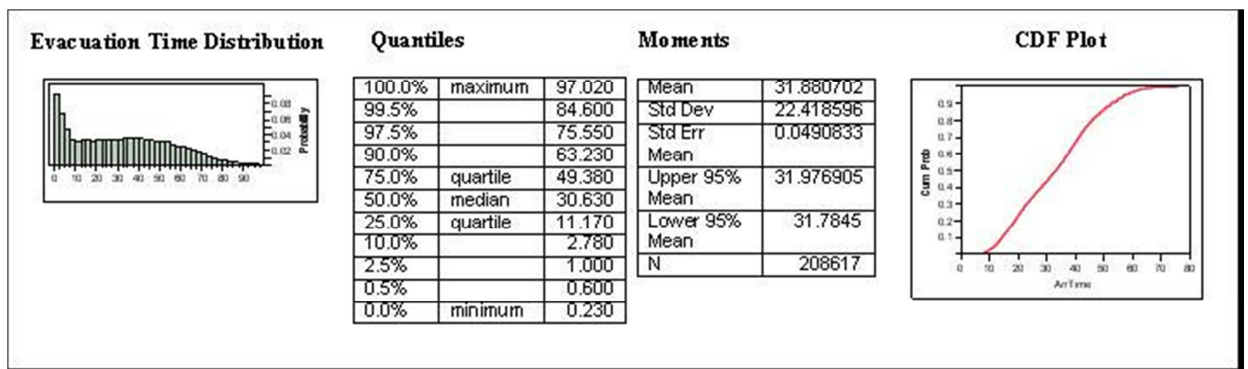 Evacuation Time Distribution
0.08
0.06
0.04
0.02
Probability
0 10 20 30 40 50 60 70 80 90
Quantiles
100.0% maximum 97.020
99.5% 84.600
97.5% 75.550
90.0% 63.230
75.0% quartile 49.380
50.0% median 30.630
25.0% quartile 11.170
10.0% 2.780
2.5% 1.000
0.5% 0.600
0.0% minimum 0.230
Moments
Mean 31.880702
Std Dev 22.418596
Std Err 0.0490833
Mean
Upper 95% 31.976905
Mean
Lower 95% 31.7845
Mean
N 208617
CDF Plot
0.9
0.8
0.7
0.6
0.5
0.4
0.3
0.2
0.1
Cum Prob
0 10 20 30 40 50 60 70 80
ArrTime